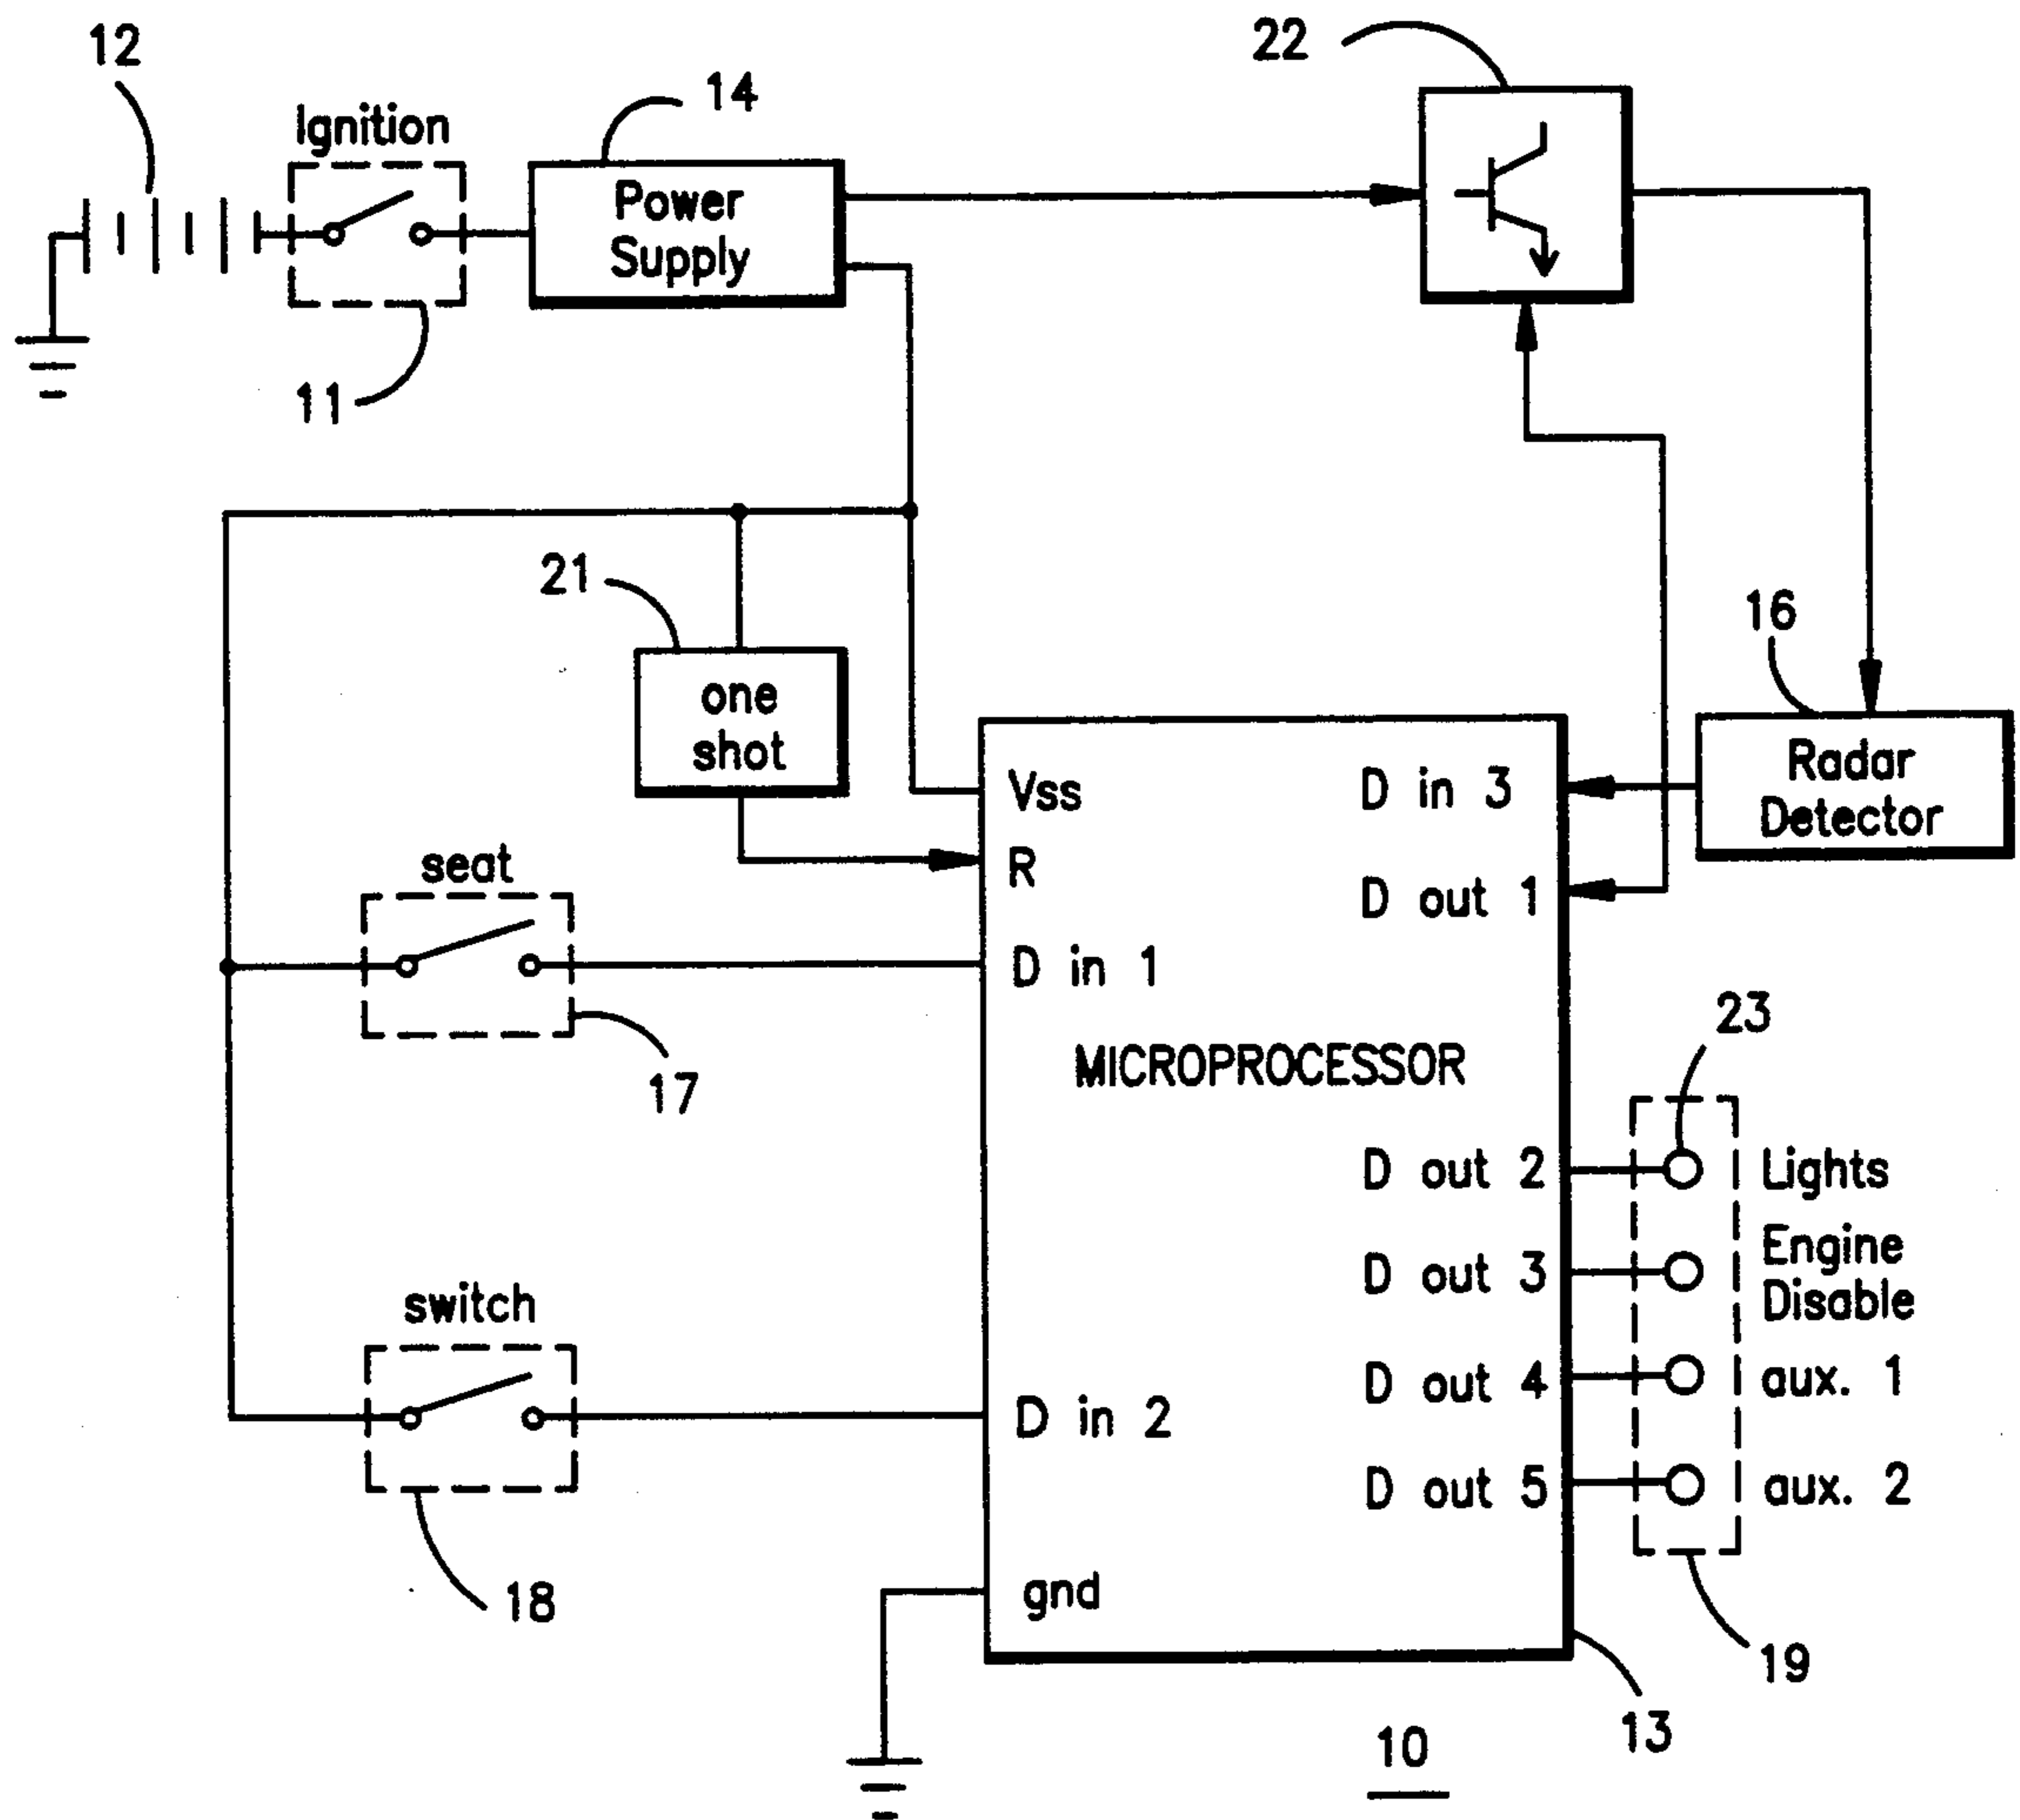 12
Ignition
14
22
Power
Supply
11
21
16
one
shot
Radar
Detector
Vss
D in 3
R
D out 1
seat
D in 1
17
MICROPROCESSOR
23
D out 2
Lights
D out 3
Engine
Disable
switch
D out 4
aux. 1
D in 2
D out 5
aux. 2
18
gnd
19
13
10